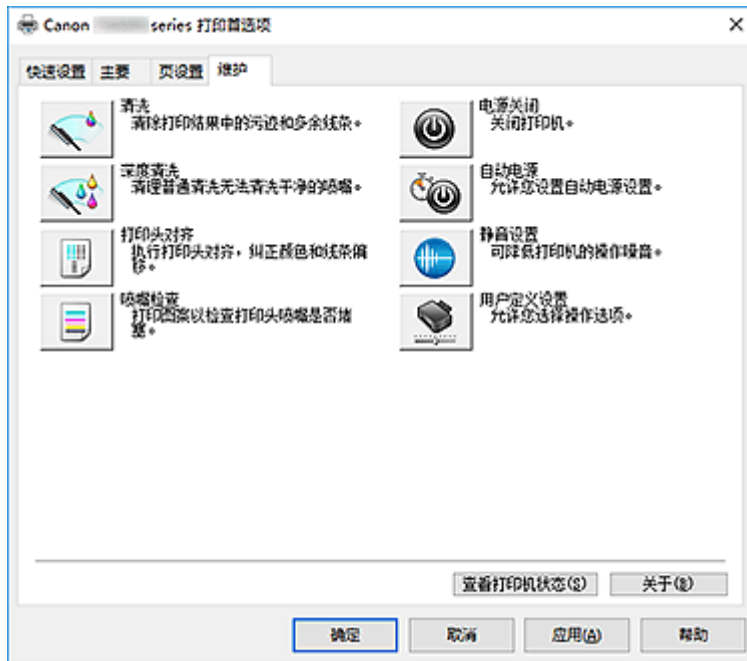 Canon series 打印首选项
快速设置 主要 页设置 维护
清洗
清除打印结果中的污迹和多余线条。
深度清洗
清理普通清洗无法清洗干净的喷嘴。
打印头对齐
执行打印头对齐，纠正颜色和线条偏
移。
喷嘴检查
打印图案以检查打印头喷嘴是否堵
塞。
电源关闭
关闭打印机。
自动电源
允许您设置自动电源设置。
静音设置
可降低打印机的操作噪音。
用户定义设置
允许您选择操作选项。
查看打印机状态(S) 关于(B)
确定 取消 应用(A) 帮助